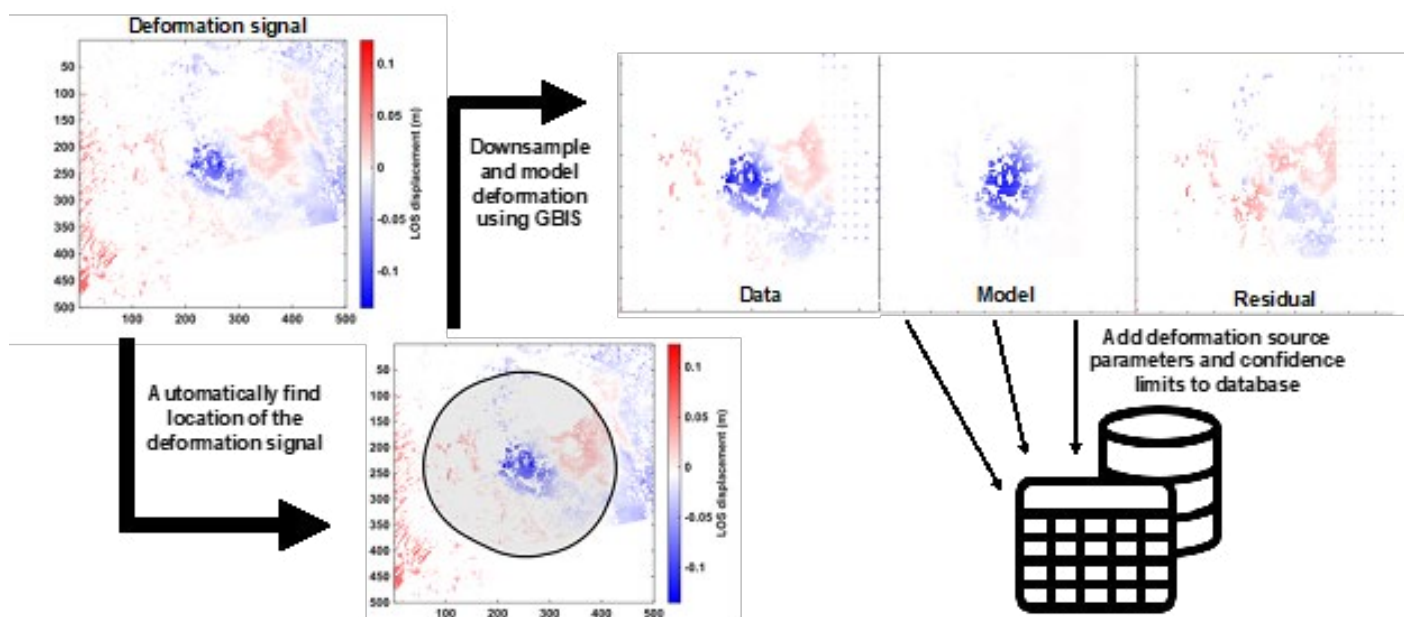 Deformation signal
50
100
150
200
250
300
350
400
450
500
100
200
300
400
500
0.1
0.05
0
-0.05
-0.1
LOS displacement (m)
Automatically find
location of the
deformation signal
50
100
150
200
250
300
350
400
450
500
100
200
300
400
500
0.1
0.05
0
-0.05
-0.1
LOS displacement (m)
Downsample
and model
deformation
using GBIS
Data
Model
Residual
Add deformation source
parameters and confidence
limits to database